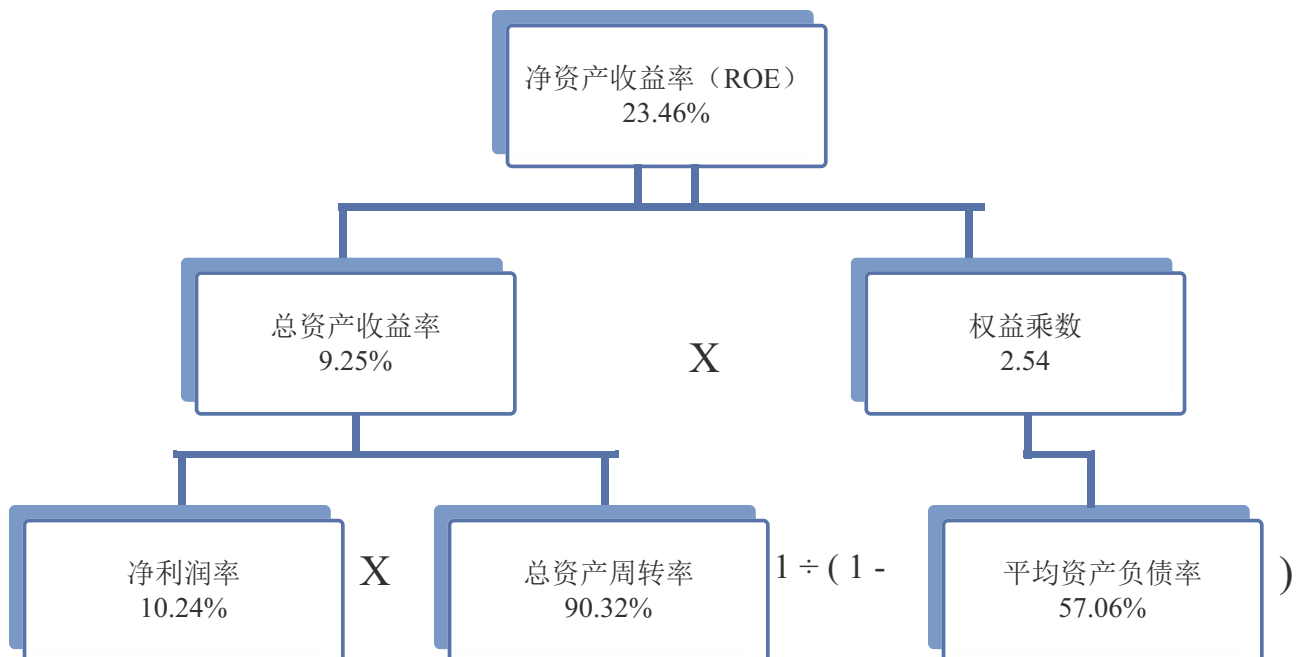 净资产收益率（ROE）
23.46%
总资产收益率
9.25%
X
权益乘数
2.54
净利润率
10.24%
X
总资产周转率
90.32%
1 ÷ ( 1 -
平均资产负债率
57.06%
)